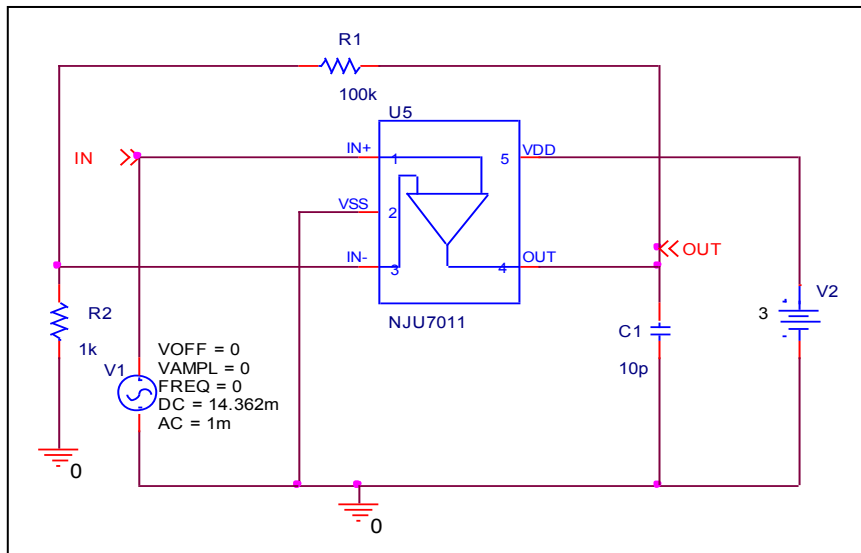 R1
100k
U5
IN
IN+
1
5
VDD
VSS
2
OUT
IN-
3
4
OUT
NJU7011
R2
1k
V1
VOFF = 0
VAMPL = 0
FREQ = 0
DC = 14.362m
AC = 1m
C1
10p
3
V2
0
0